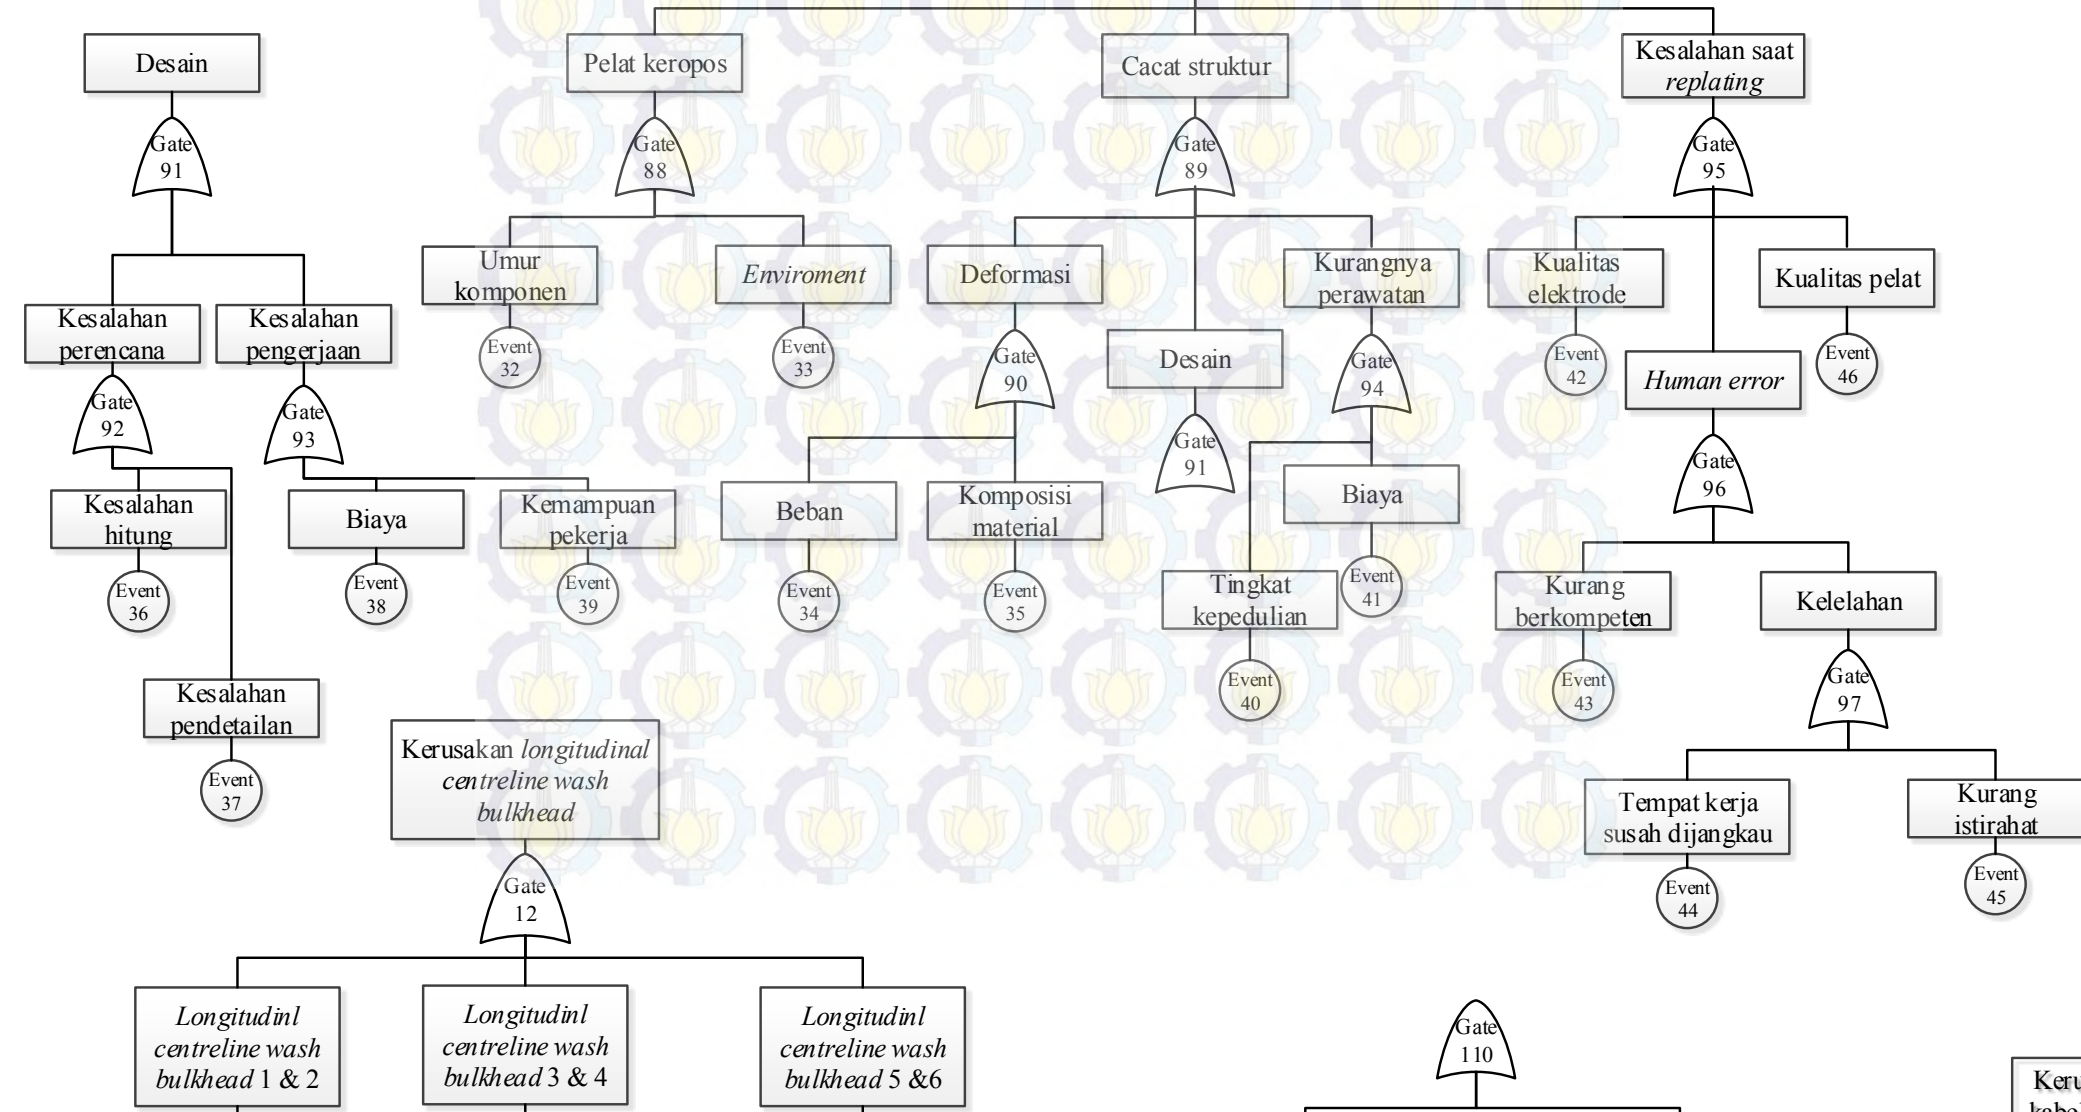 Desain
Pelat keropos
Cacat struktur
Kesalahan saat
replating
Gate
91
Gate
88
Gate
89
Gate
95
Umur
komponen
Enviroment
Deformasi
Kurangnya
perawatan
Kualitas
elektrode
Kualitas pelat
Kesalahan
perencana
Kesalahan
pengerjaan
Event
32
Event
33
Gate
90
Desain
Gate
94
Event
42
Human error
Event
46
Gate
92
Gate
93
Gate
91
Gate
96
Kesalahan
hitung
Biaya
Kemampuan
pekerja
Beban
Komposisi
material
Biaya
Event
36
Event
38
Event
39
Event
34
Event
35
Tingkat
kepedulian
Event
41
Kurang
berkompeten
Kelelahan
Kesalahan
pendetailan
Event
40
Event
43
Gate
97
Event
37
Kerusakan longitudinal
centreline wash
bulkhead
Tempat kerja
susah dijangkau
Kurang
istirahat
Gate
12
Event
44
Event
45
Longitudinl
centreline wash
bulkhead 1 & 2
Longitudinl
centreline wash
bulkhead 3 & 4
Longitudinl
centreline wash
bulkhead 5 &6
Gate
110
Keru